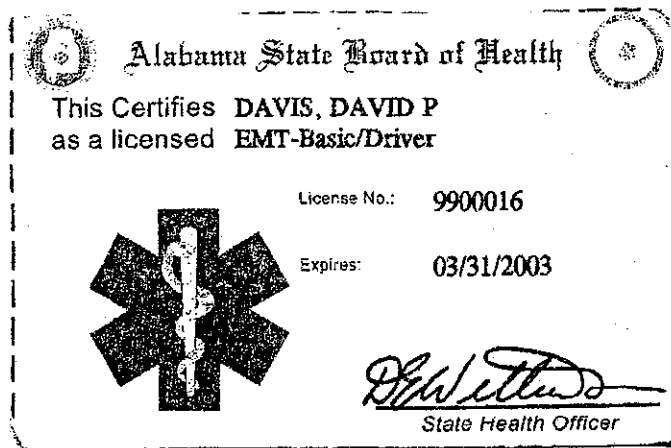 Alabama State Board of Health
This Certifies DAVIS, DAVID P
as a licensed EMT-Basic/Driver
License No.: 9900016
Expires: 03/31/2003
State Health Officer